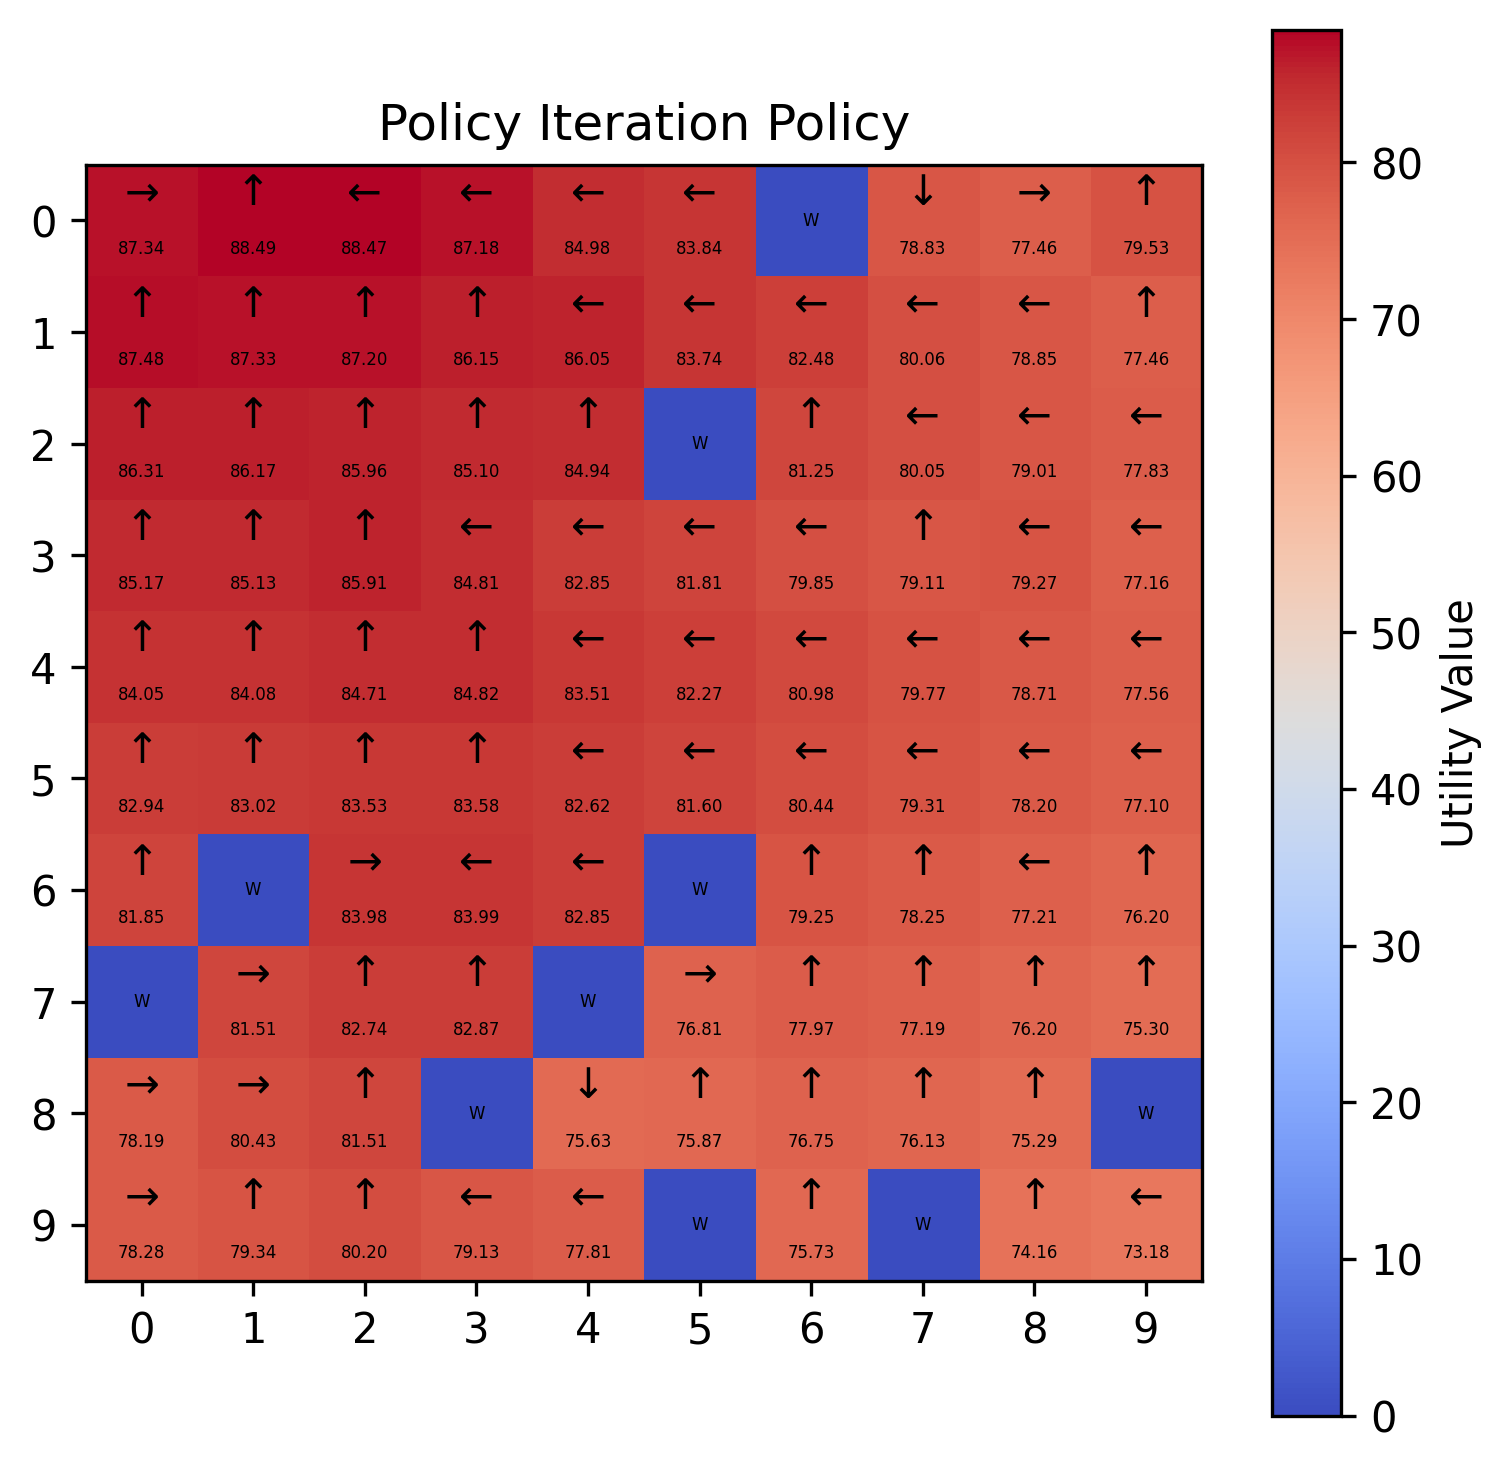 Policy Iteration Policy
0 → ↑ ← ← ← ← W ↓ → ↑
87.34 88.49 88.47 87.18 84.98 83.84 78.83 77.46 79.53
1 ↑ ↑ ↑ ↑ ← ← ← ← ← ↑
87.48 87.33 87.20 86.15 86.05 83.74 82.48 80.06 78.85 77.46
2 ↑ ↑ ↑ ↑ ↑ W ↑ ← ← ←
86.31 86.17 85.96 85.10 84.94 81.25 80.05 79.01 77.83
3 ↑ ↑ ↑ ← ← ← ← ↑ ← ←
85.17 85.13 85.91 84.81 82.85 81.81 79.85 79.11 79.27 77.16
4 ↑ ↑ ↑ ↑ ← ← ← ← ← ←
84.05 84.08 84.71 84.82 83.51 82.27 80.98 79.77 78.71 77.56
5 ↑ ↑ ↑ ↑ ← ← ← ← ← ←
82.94 83.02 83.53 83.58 82.62 81.60 80.44 79.31 78.20 77.10
6 ↑ W → ← ← W ↑ ↑ ← ↑
81.85 83.98 83.99 82.85 79.25 78.25 77.21 76.20
7 W → ↑ ↑ W → ↑ ↑ ↑ ↑
81.51 82.74 82.87 76.81 77.97 77.19 76.20 75.30
8 → → ↑ W ↓ ↑ ↑ ↑ ↑ W
78.19 80.43 81.51 75.63 75.87 76.75 76.13 75.29
9 → ↑ ↑ ← ← W ↑ W ↑ ←
78.28 79.34 80.20 79.13 77.81 75.73 74.16 73.18
0 1 2 3 4 5 6 7 8 9
80
70
60
50
40
30
20
10
0
Utility Value